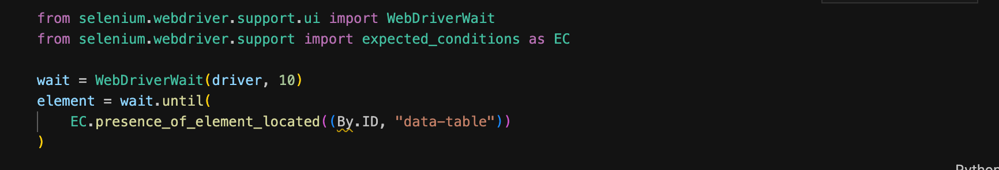 from selenium.webdriver.support.ui import WebDriverWait
from selenium.webdriver.support import expected_conditions as EC
wait = WebDriverWait(driver, 10)
element = wait.until(
    EC.presence_of_element_located((By.ID, "data-table"))
)